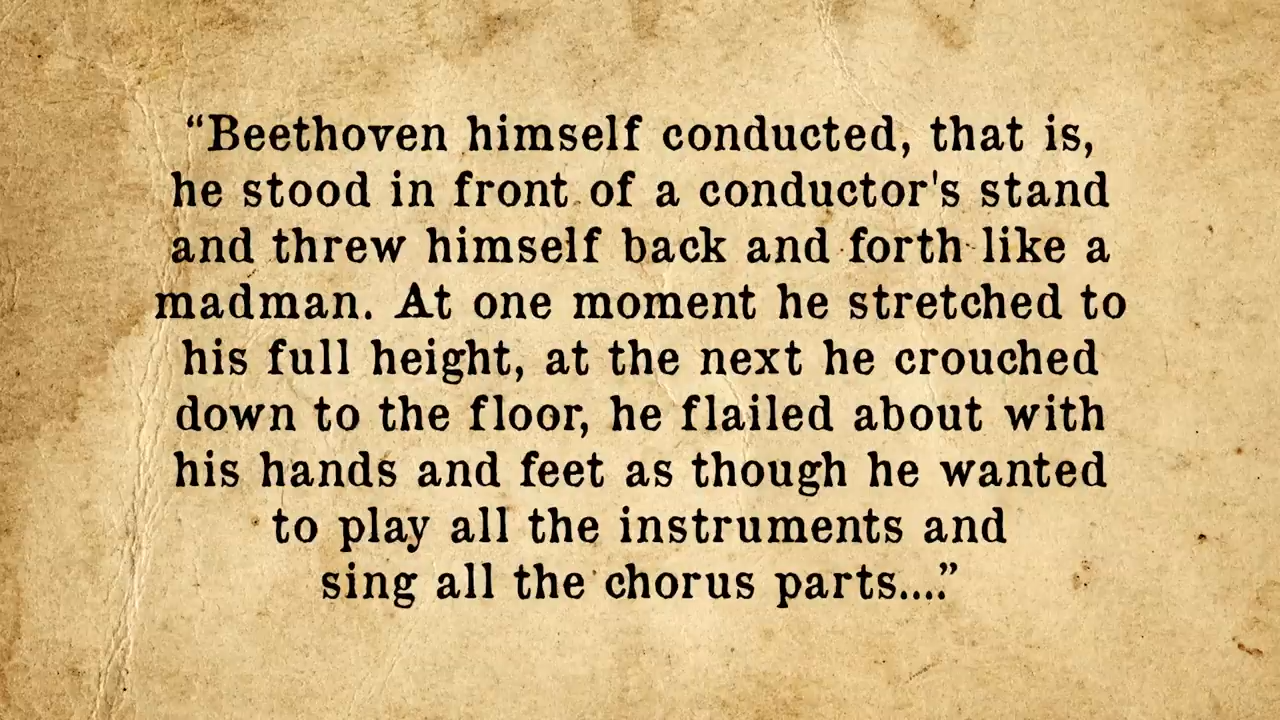 “Beethoven himself conducted, that is,
he stood in front of a conductor's stand
and threw himself back and forth like a
madman. At one moment he stretched to
his full height, at the next he crouched
down to the floor, he flailed about with
his hands and feet as though he wanted
to play all the instruments and
sing all the chorus parts....”